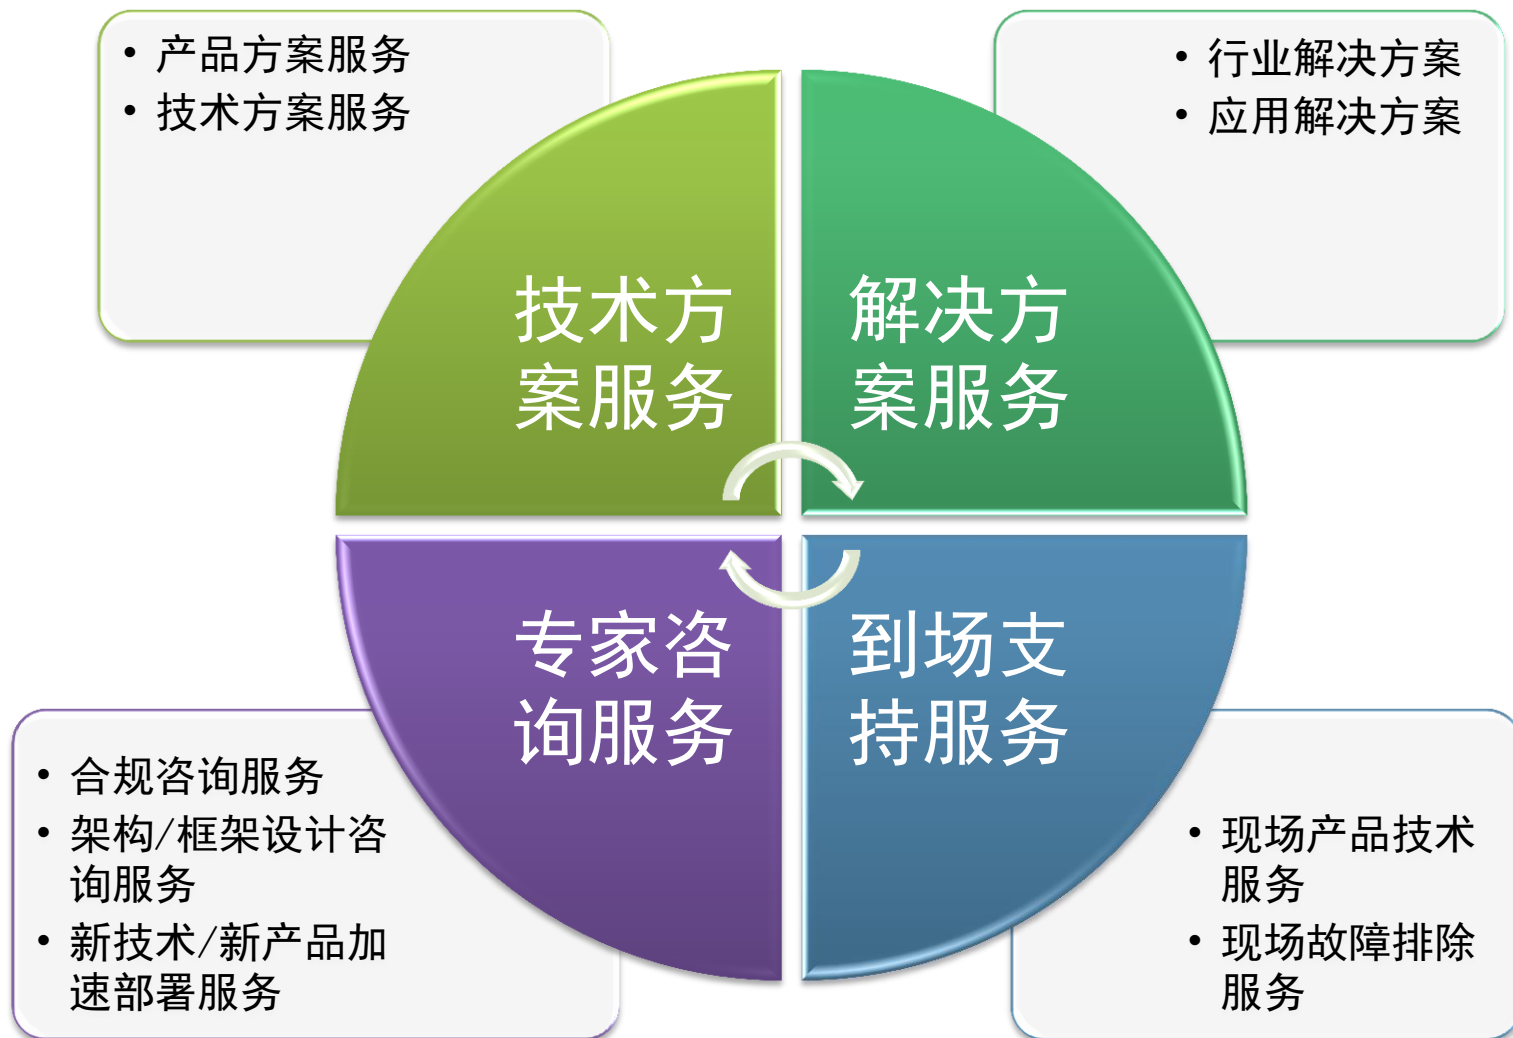 • 产品方案服务
• 技术方案服务
• 行业解决方案
• 应用解决方案
技术方
案服务
解决方
案服务
专家咨
询服务
到场支
持服务
• 合规咨询服务
• 架构/框架设计咨
询服务
• 新技术/新产品加
速部署服务
• 现场产品技术
服务
• 现场故障排除
服务